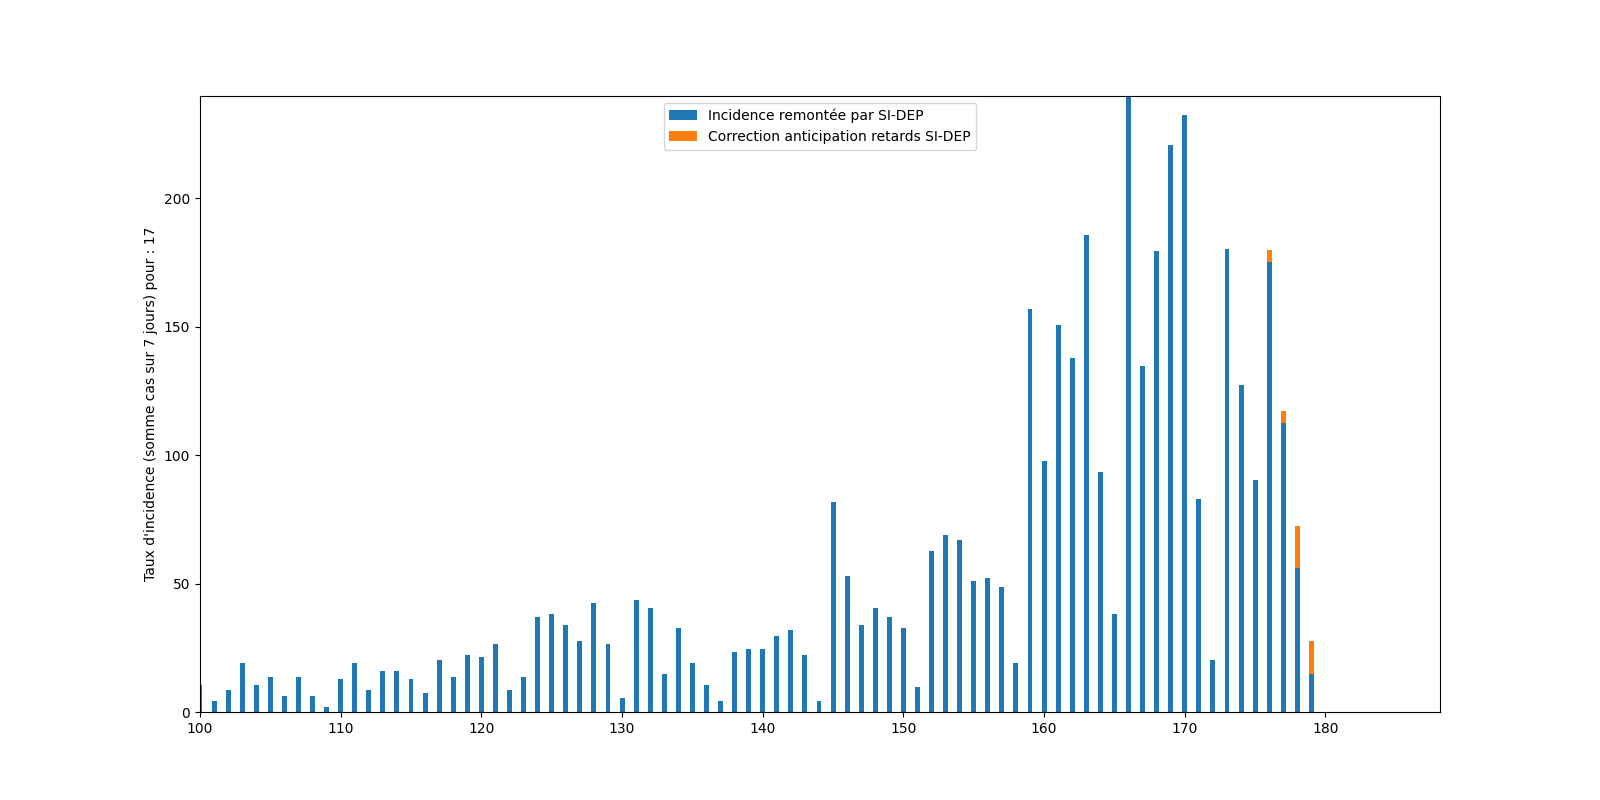 Incidence remontée par SI-DEP
Correction anticipation retards SI-DEP
Taux d'incidence (somme cas sur 7 jours) pour : 17
200
150
100
50
0
100 110 120 130 140 150 160 170 180